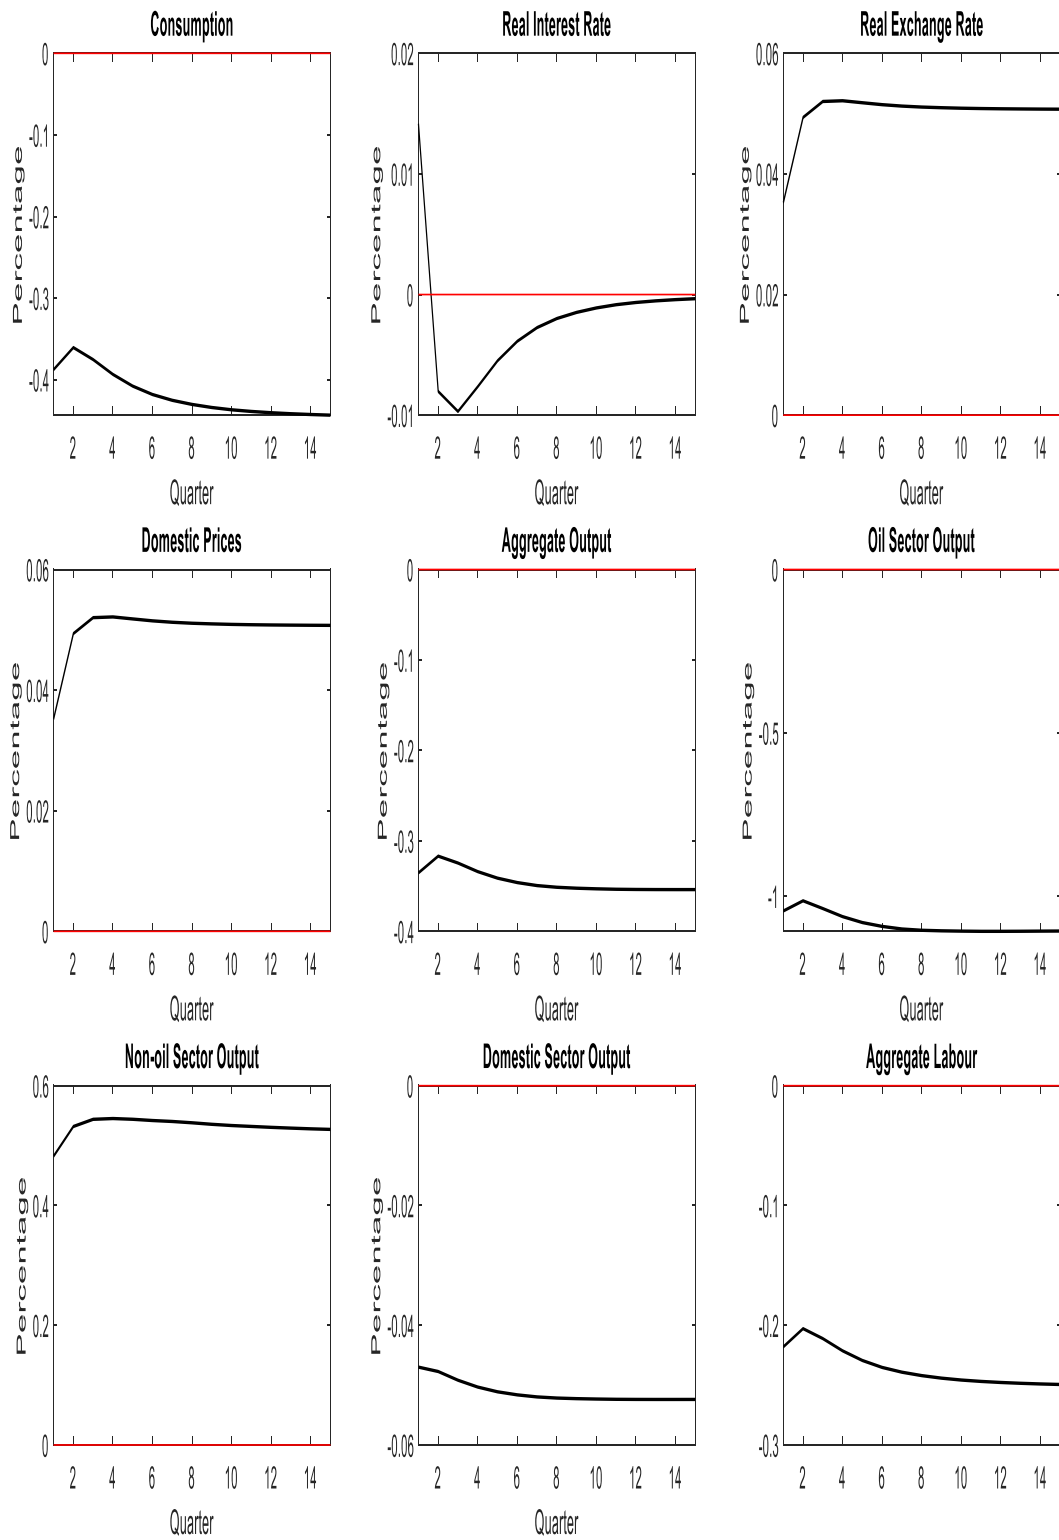 Consumption
Percentage
0
-0.1
-0.2
-0.3
-0.4
2 4 6 8 10 12 14
Quarter
Real Interest Rate
Percentage
0.02
0.01
0
-0.01
2 4 6 8 10 12 14
Quarter
Real Exchange Rate
Percentage
0.06
0.04
0.02
0
2 4 6 8 10 12 14
Quarter
Domestic Prices
Percentage
0.06
0.04
0.02
0
2 4 6 8 10 12 14
Quarter
Aggregate Output
Percentage
0
-0.1
-0.2
-0.3
-0.4
2 4 6 8 10 12 14
Quarter
Oil Sector Output
Percentage
0
-0.5
-1
2 4 6 8 10 12 14
Quarter
Non-oil Sector Output
Percentage
0.6
0.4
0.2
0
2 4 6 8 10 12 14
Quarter
Domestic Sector Output
Percentage
0
-0.02
-0.04
-0.06
2 4 6 8 10 12 14
Quarter
Aggregate Labour
0
-0.1
-0.2
-0.3
2 4 6 8 10 12 14
Quarter